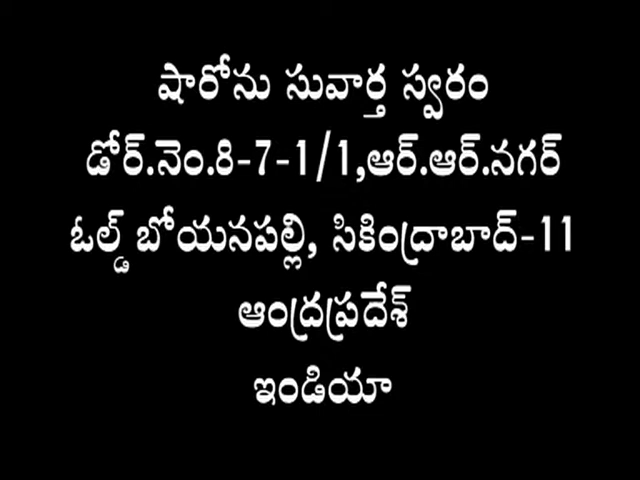 షారోను సువార్త స్వరం
డోర్.నెం.8-7-1/1,ఆర్.ఆర్.నగర్
ఓల్డ్ బోయనపల్లి, సికింద్రాబాద్-11
ఆంద్రప్రదేశ్
ఇండియా